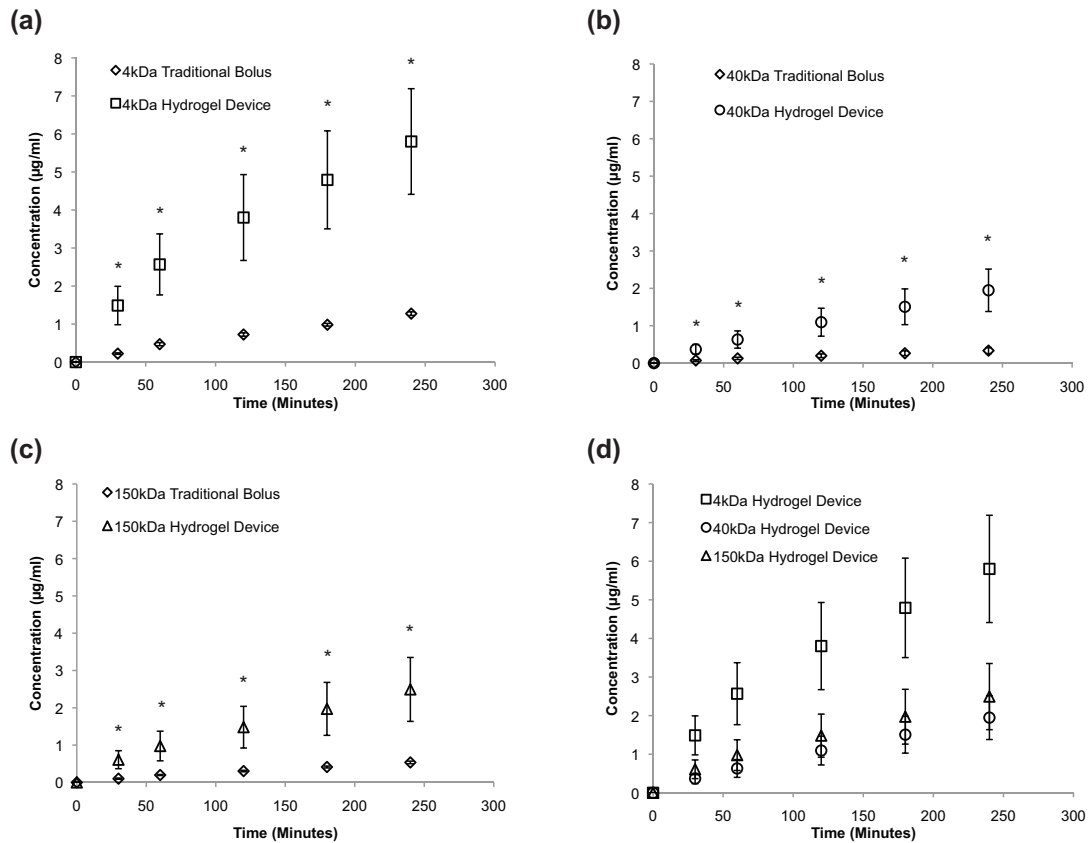 (a)
8
7
6
5
4
3
2
1
0
Concentration (µg/ml)
4kDa Traditional Bolus
4kDa Hydrogel Device
* * * * *
0 50 100 150 200 250 300
Time (Minutes)
(b)
8
7
6
5
4
3
2
1
0
Concentration (µg/ml)
40kDa Traditional Bolus
40kDa Hydrogel Device
* * * * *
0 50 100 150 200 250 300
Time (Minutes)
(c)
8
7
6
5
4
3
2
1
0
Concentration (µg/ml)
150kDa Traditional Bolus
150kDa Hydrogel Device
* * * * *
0 50 100 150 200 250 300
Time (Minutes)
(d)
8
7
6
5
4
3
2
1
0
Concentration (µg/ml)
4kDa Hydrogel Device
40kDa Hydrogel Device
150kDa Hydrogel Device
0 50 100 150 200 250 300
Time (Minutes)